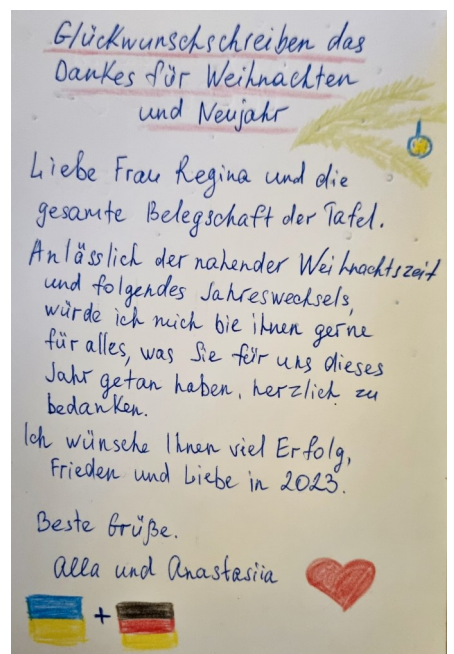 Glückwunschschreiben das
Dankes für Weihnachten
und Neujahr
Liebe Frau Regina und die
gesamte Belegschaft der Tafel.
Anlässlich der nahender Weihnachtszeit
und folgendes Jahreswechsels,
würde ich mich bie ihnen gerne
für alles, was Sie für uns dieses
Jahr getan haben, herzlich zu
bedanken.
Ich wünsche Ihnen viel Erfolg,
Frieden und Liebe in 2023.
Beste Grüße.
Alla und Anastasiia
+